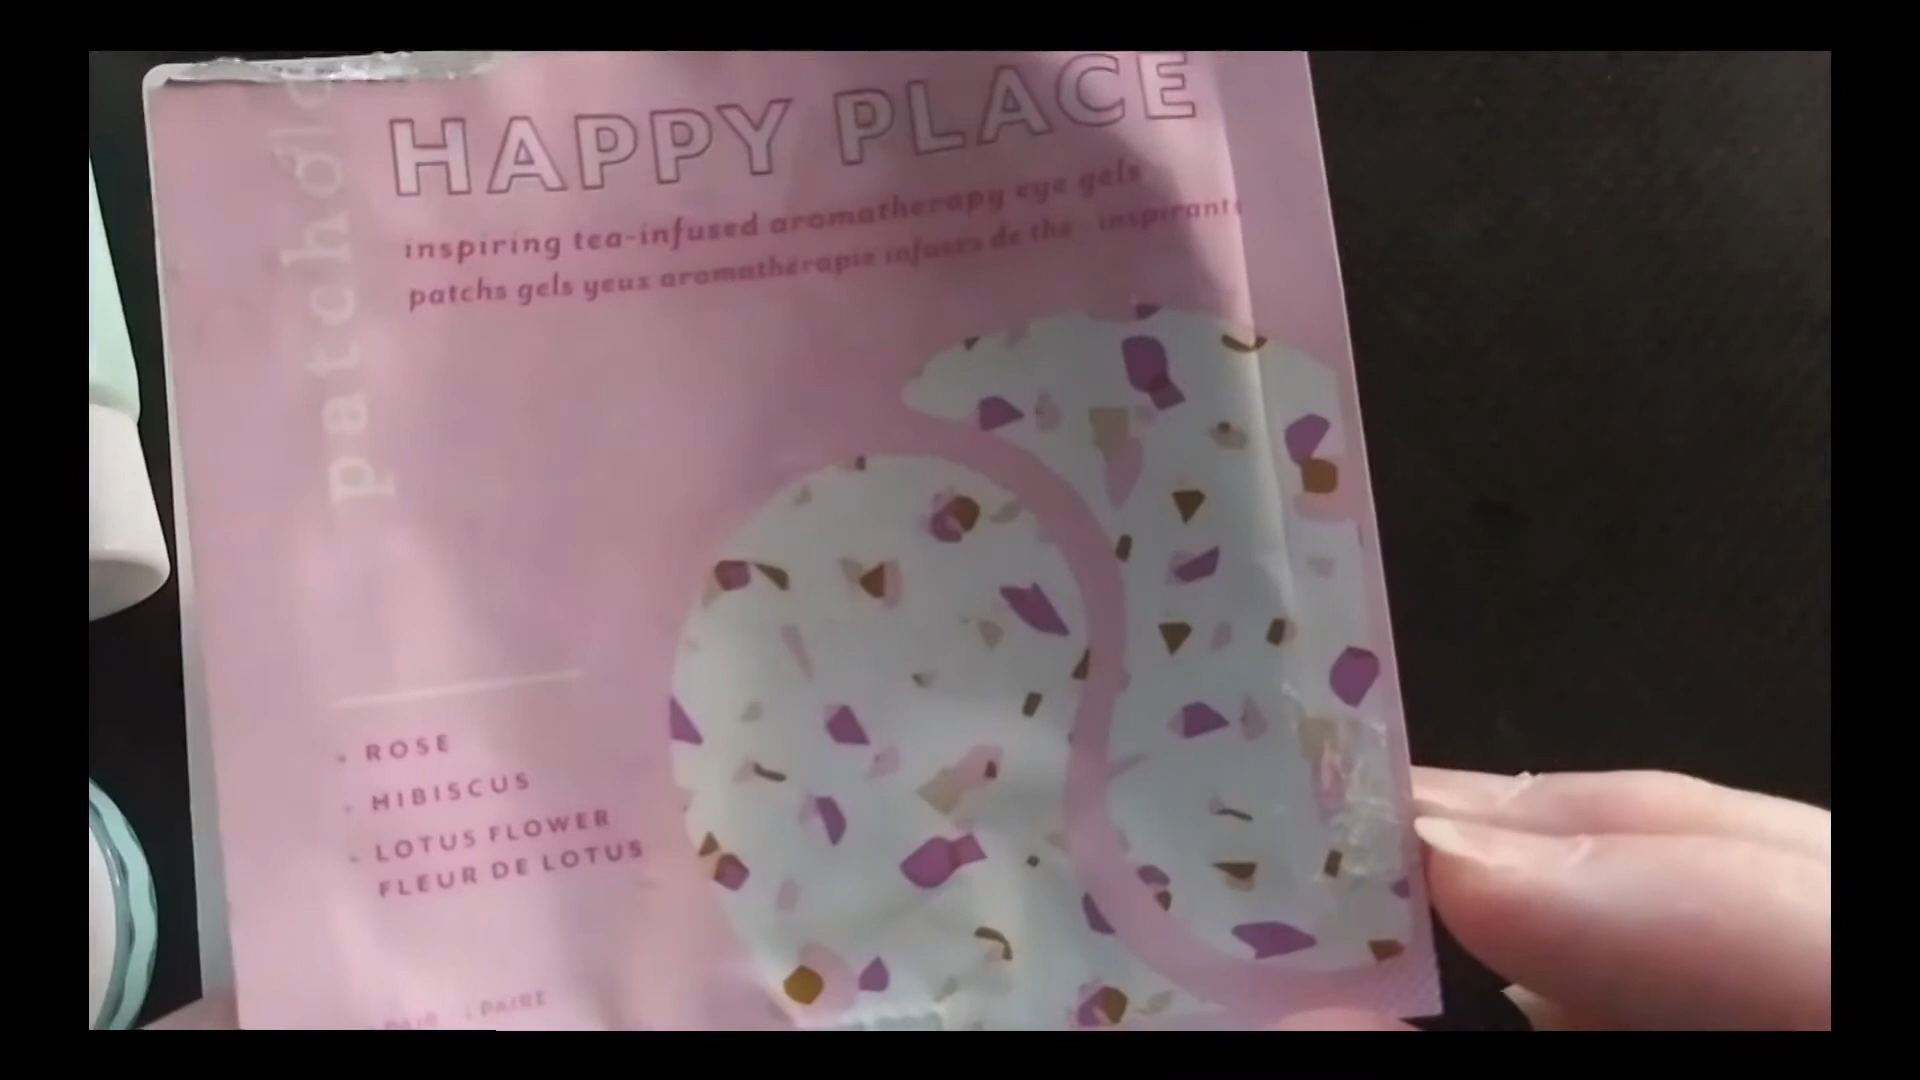 HAPPY PLACE
inspiring tea-infused aromatherapy eye gels
patchs gels yeux aromathérapie infusés de thé inspirants
ROSE
HIBISCUS
LOTUS FLOWER
FLEUR DE LOTUS
PAIR 1 PAIRE